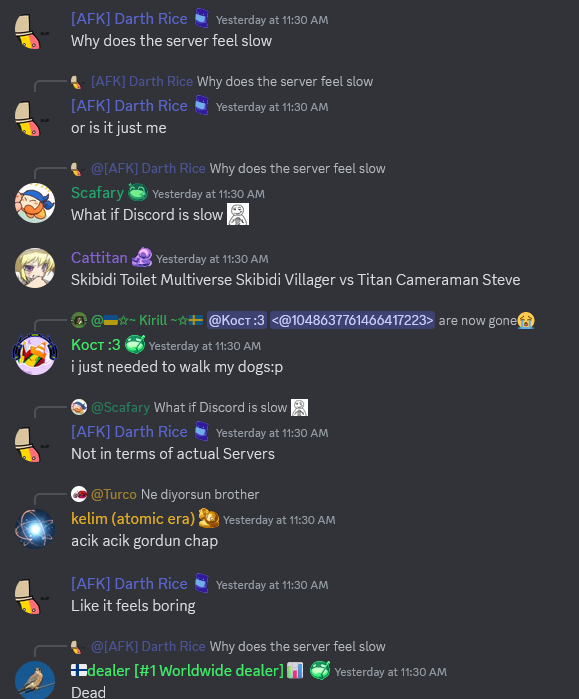 [AFK] Darth Rice Yesterday at 11:30 AM
Why does the server feel slow
[AFK] Darth Rice Why does the server feel slow
[AFK] Darth Rice Yesterday at 11:30 AM
or is it just me
@[AFK] Darth Rice Why does the server feel slow
Scafary Yesterday at 11:30 AM
What if Discord is slow
Cattitan Yesterday at 11:30 AM
Skibidi Toilet Multiverse Skibidi Villager vs Titan Cameraman Steve
@🇺🇦☆~ Kirill ~☆🇸🇪 @Кост :3 <@1048637761466417223> are now gone😭
Кост :3 Yesterday at 11:30 AM
i just needed to walk my dogs:p
@Scafary What if Discord is slow
[AFK] Darth Rice Yesterday at 11:30 AM
Not in terms of actual Servers
@Turco Ne diyorsun brother
kelim (atomic era) Yesterday at 11:30 AM
acik acik gordun chap
[AFK] Darth Rice Yesterday at 11:30 AM
Like it feels boring
@[AFK] Darth Rice Why does the server feel slow
🇫🇮dealer [#1 Worldwide dealer]📊 Yesterday at 11:30 AM
Dead